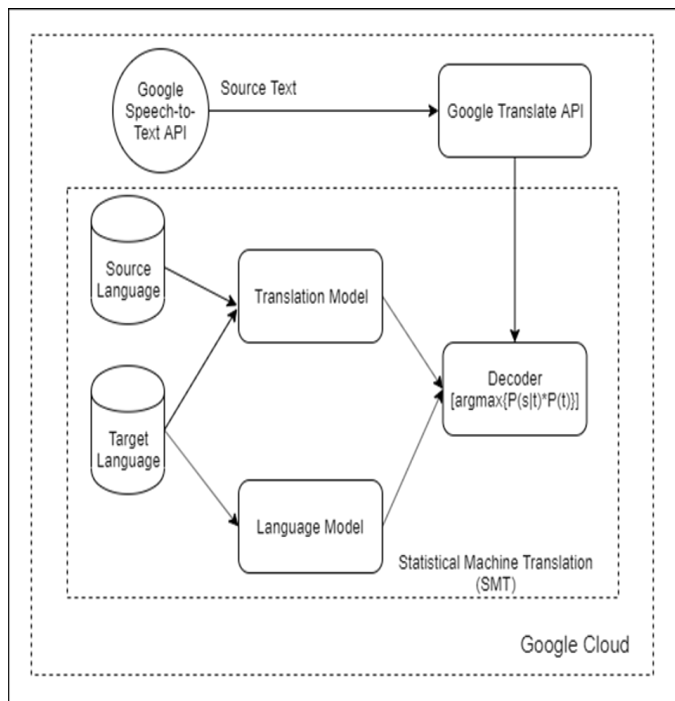 Google
Speech-to-
Text API
Source Text
Google Translate API
Source
Language
Translation Model
Decoder
[argmax{P(s|t)*P(t)}]
Target
Language
Language Model
Statistical Machine Translation
(SMT)
Google Cloud